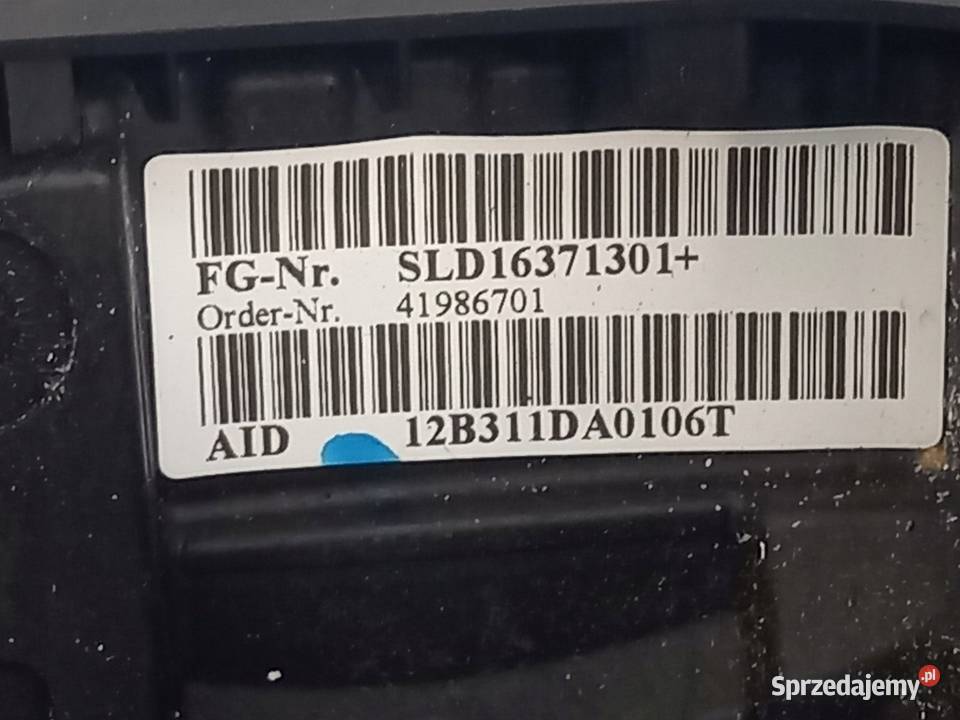 FG-Nr. SLD16371301+
Order-Nr. 41986701
AID 12B311DA0106T
Sprzedajemy.pl